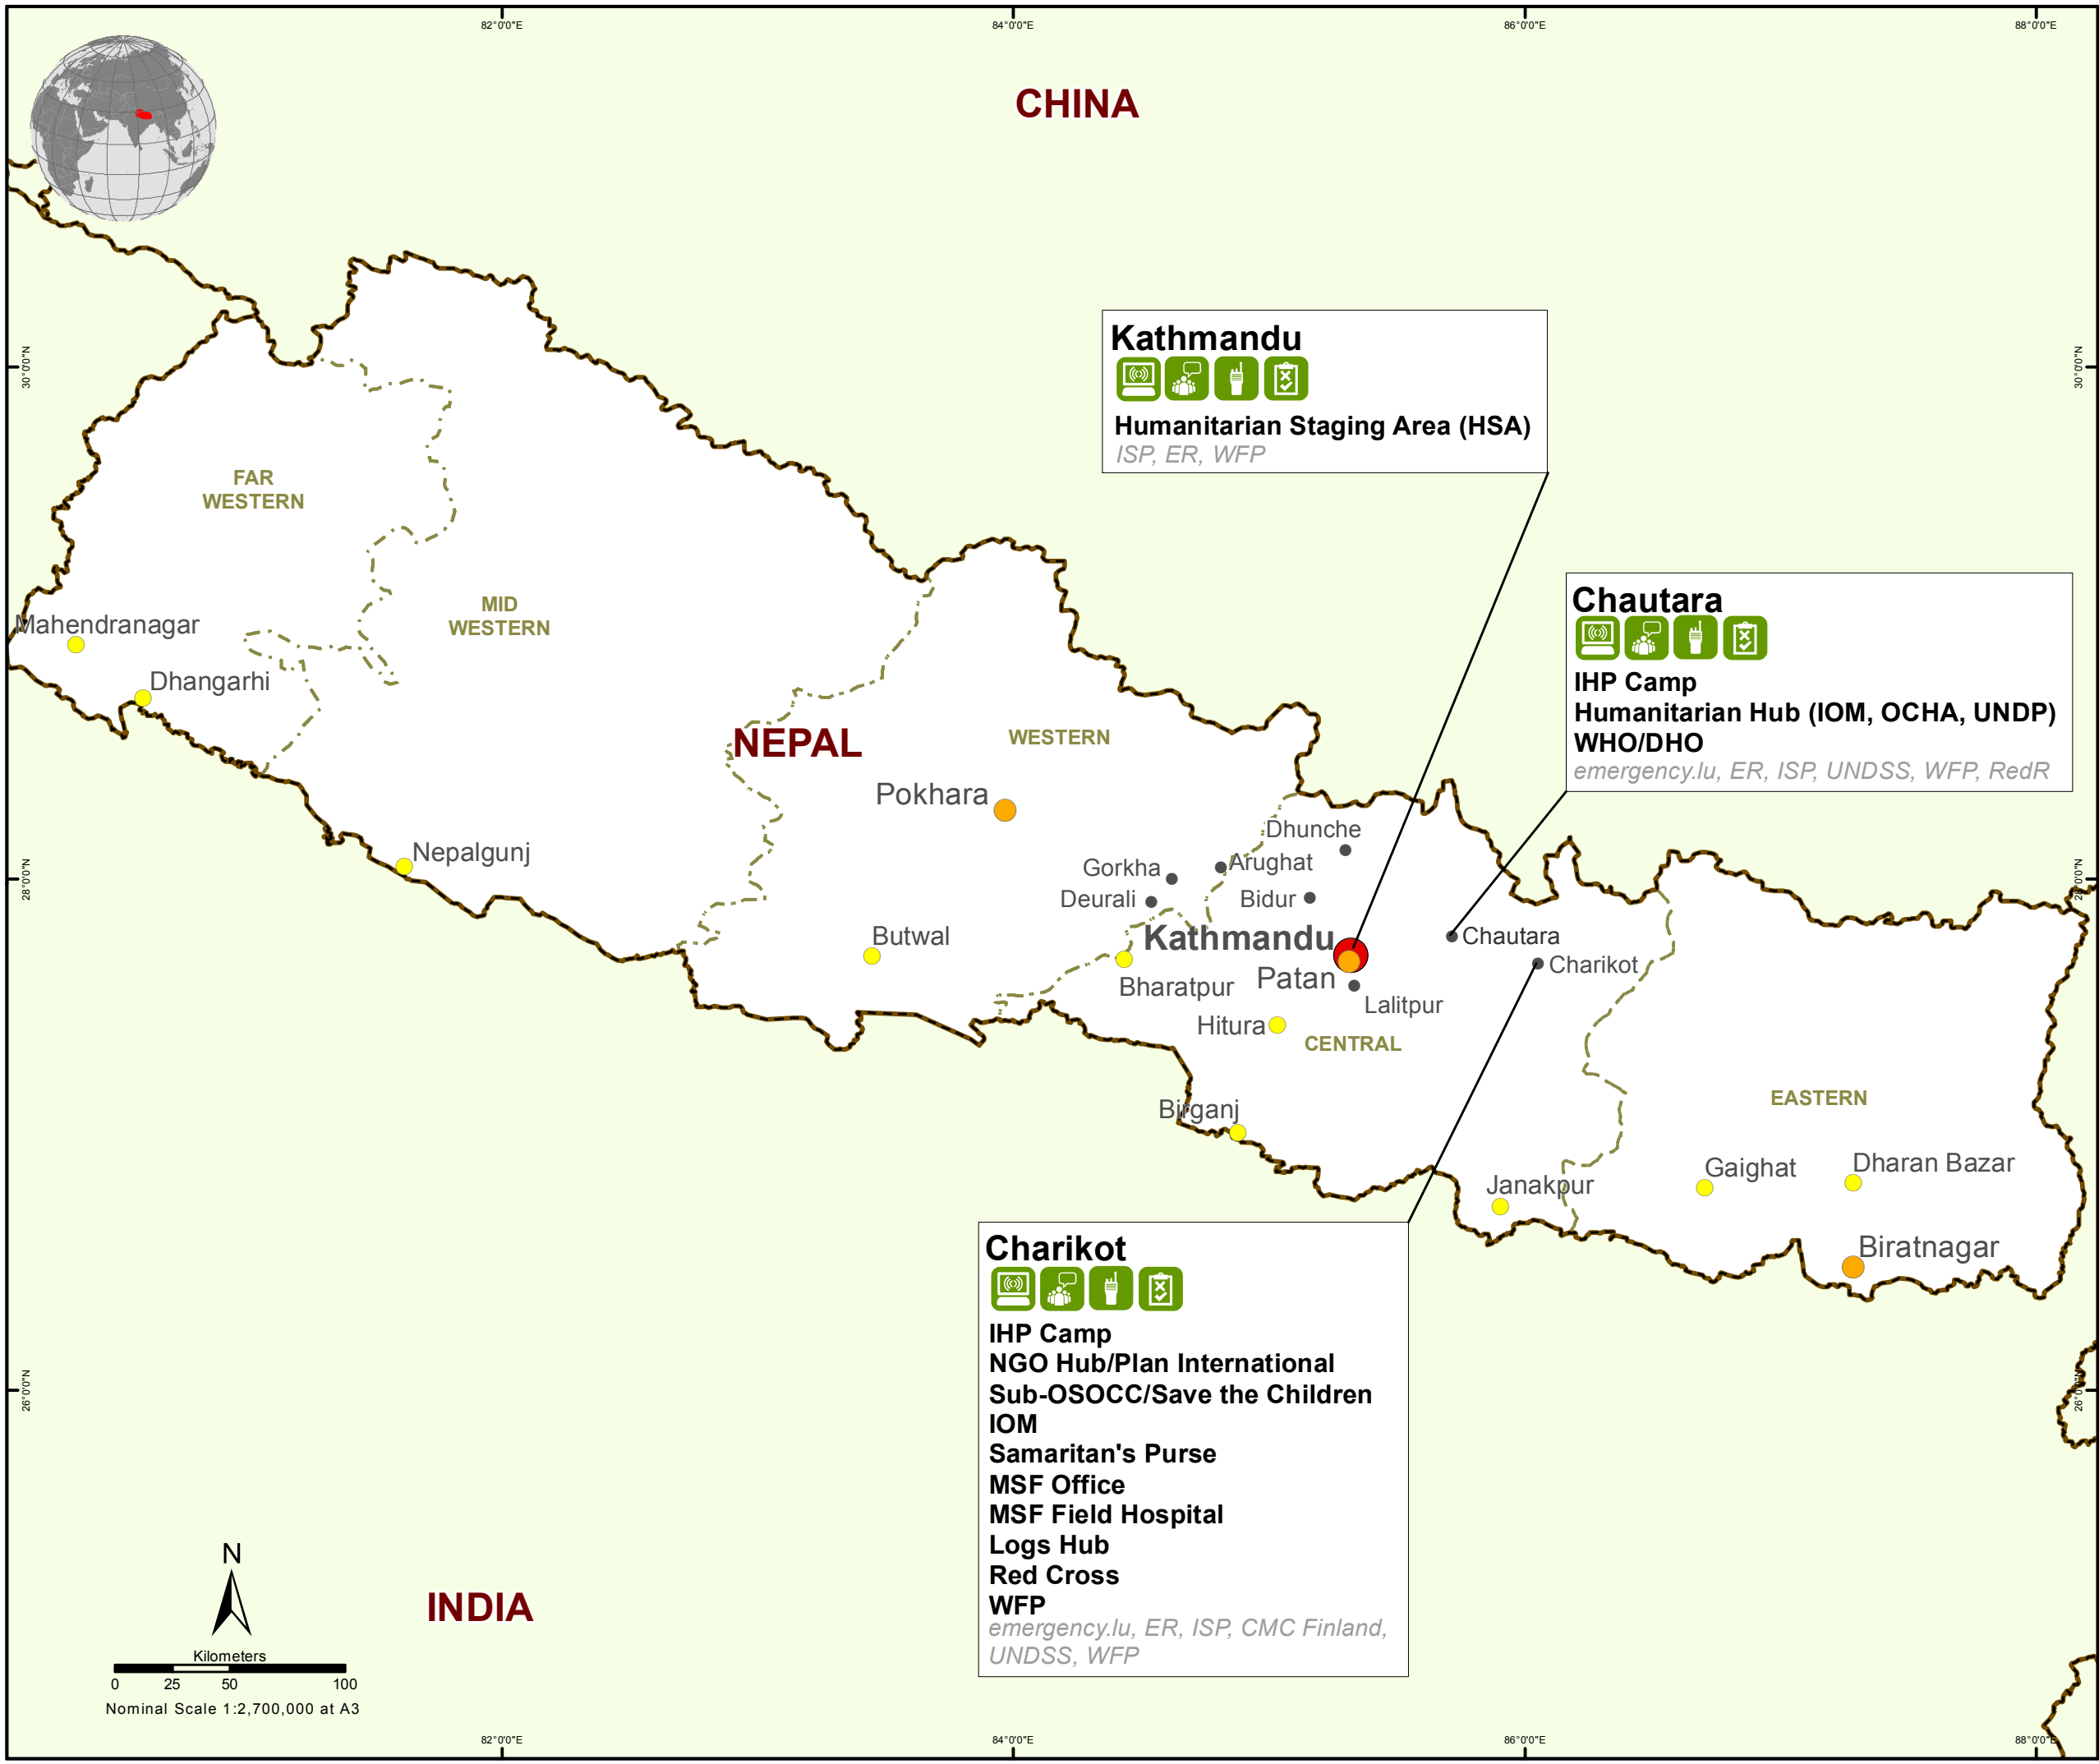 82°0'0"E
84°0'0"E
86°0'0"E
88°0'0"E
CHINA
30°0'0"N
30°0'0"N
Kathmandu
Humanitarian Staging Area (HSA)
ISP, ER, WFP
FAR
WESTERN
MID
WESTERN
Chautara
IHP Camp
Humanitarian Hub (IOM, OCHA, UNDP)
WHO/DHO
emergency.lu, ER, ISP, UNDSS, WFP, RedR
Mahendranagar
Dhangarhi
NEPAL
WESTERN
Pokhara
Nepalgunj
Dhunche
Gorkha
Arughat
Deurali
Bidur
28°0'0"N
28°0'0"N
Butwal
Kathmandu
Chautara
Charikot
Bharatpur
Patan
Lalitpur
Hitura
CENTRAL
EASTERN
Birganj
Janakpur
Gaighat
Dharan Bazar
Biratnagar
Charikot
IHP Camp
NGO Hub/Plan International
Sub-OSOCC/Save the Children
IOM
Samaritan's Purse
MSF Office
MSF Field Hospital
Logs Hub
Red Cross
WFP
emergency.lu, ER, ISP, CMC Finland,
UNDSS, WFP
26°0'0"N
26°0'0"N
INDIA
N
Kilometers
0 25 50 100
Nominal Scale 1:2,700,000 at A3
82°0'0"E
84°0'0"E
86°0'0"E
88°0'0"E